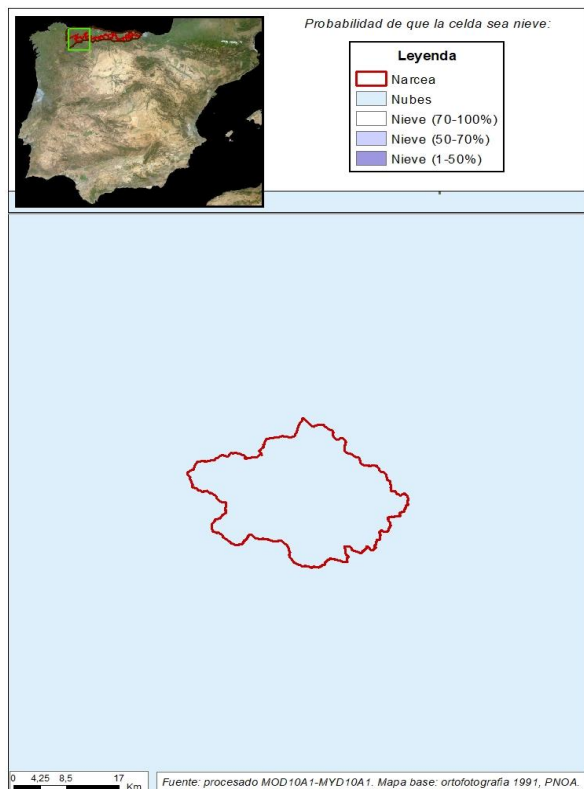 Probabilidad de que la celda sea nieve:
Leyenda
Narcea
Nubes
Nieve (70-100%)
Nieve (50-70%)
Nieve (1-50%)
0 4,25 8,5 17
Km
Fuente: procesado MOD10A1-MYD10A1. Mapa base: ortofotografia 1991, PNOA.